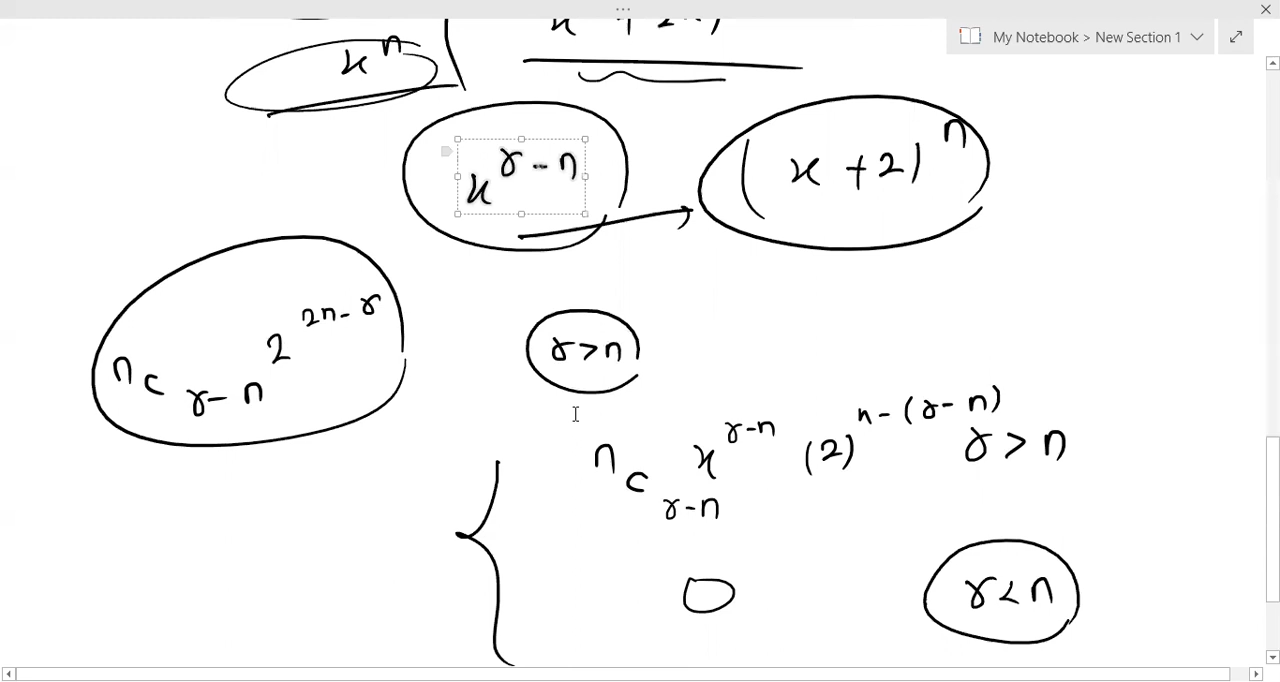 My Notebook > New Section 1
x^n
x^{r-n}
(x+2)^n
^nC_{r-n} 2^{2n-r}
r>n
^nC_{r-n} x^{r-n} (2)^{n-(r-n)} r>n
0 r<n